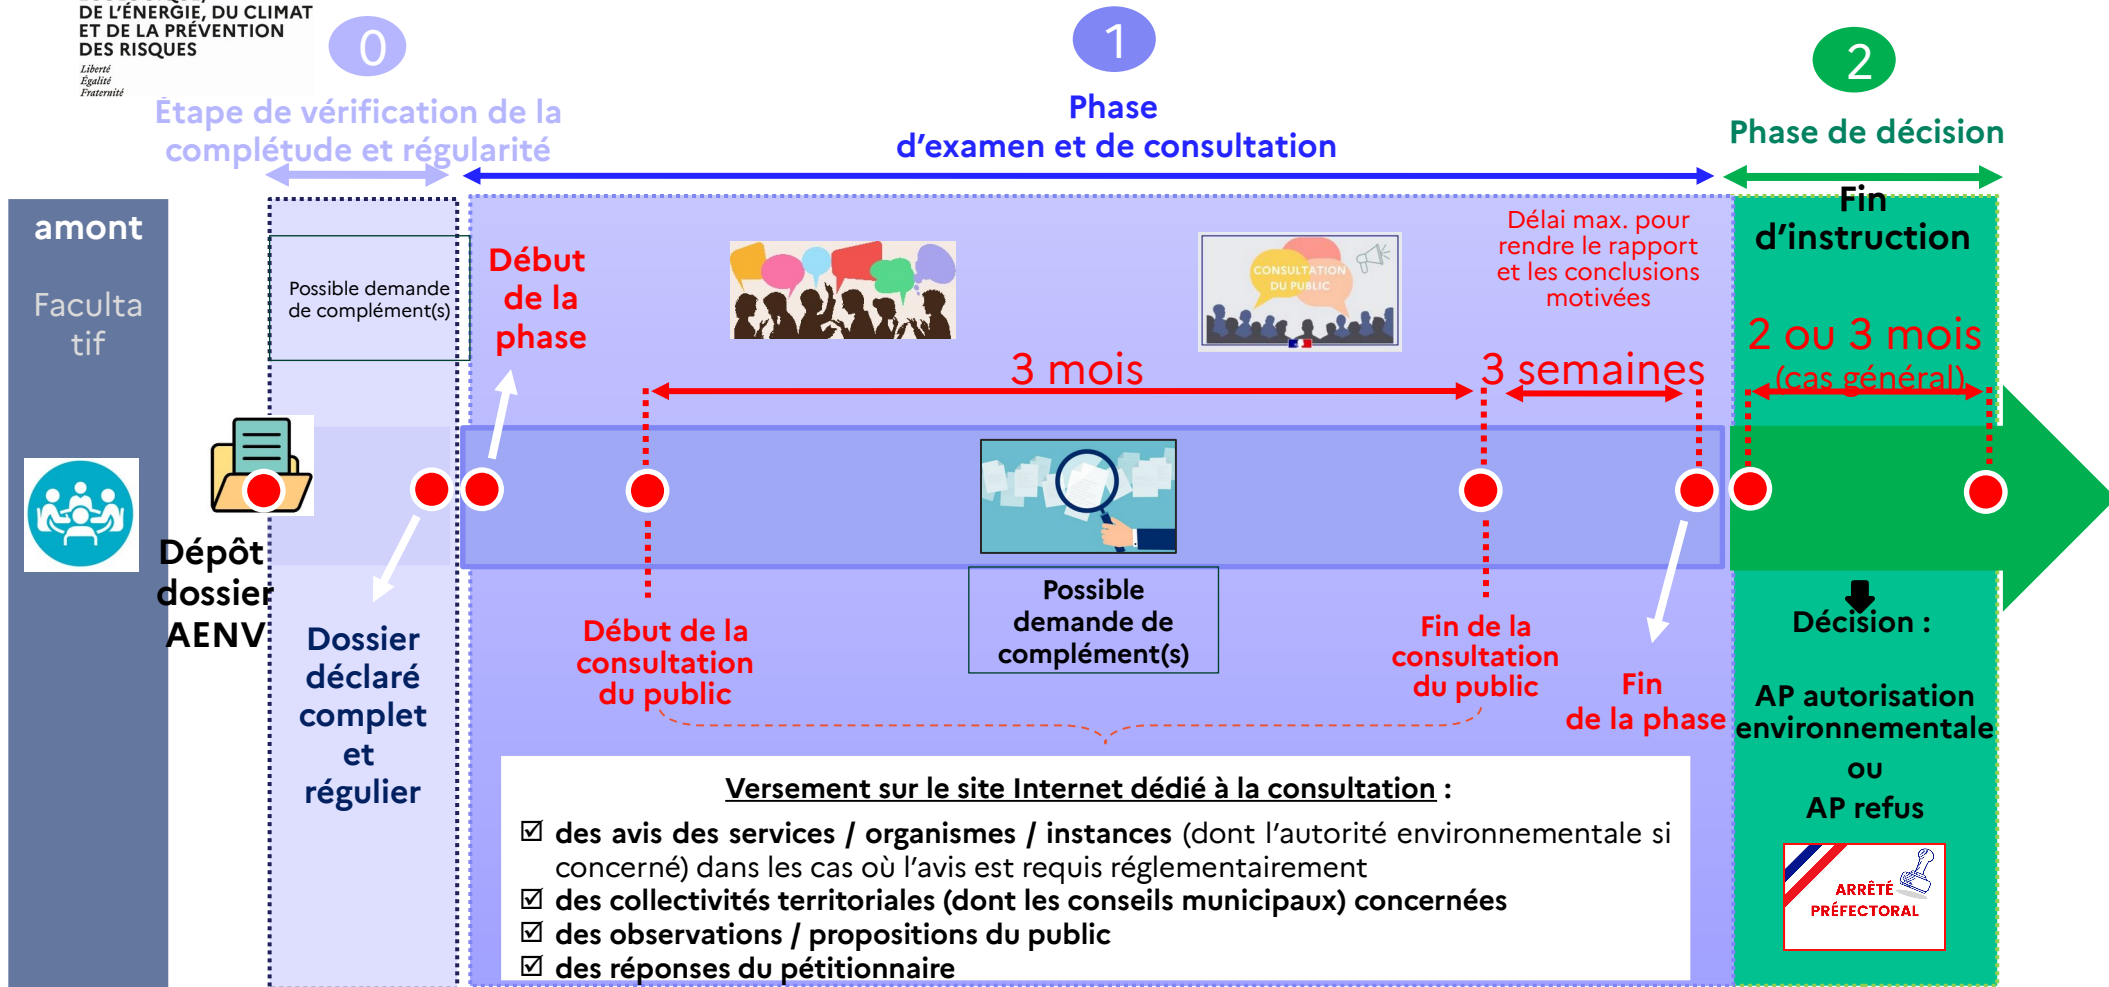 DE L'ÉNERGIE, DU CLIMAT
ET DE LA PRÉVENTION
DES RISQUES
Liberté
Égalité
Fraternité
0
Étape de vérification de la
complétude et régularité
1
Phase
d'examen et de consultation
2
Phase de décision
amont
Faculta
tif
Possible demande
de complément(s)
Début
de la
phase
CONSULTATION
DU PUBLIC
Délai max. pour
rendre le rapport
et les conclusions
motivées
Fin
d'instruction
3 mois
3 semaines
2 ou 3 mois
(cas général)
Dépôt
dossier
AENV
Dossier
déclaré
complet
et
régulier
Début de la
consultation
du public
Possible
demande de
complément(s)
Fin de la
consultation
du public
Fin
de la phase
Décision :
AP autorisation
environnementale
ou
AP refus
ARRÊTÉ
PRÉFECTORAL
Versement sur le site Internet dédié à la consultation :
☑ des avis des services / organismes / instances (dont l'autorité environnementale si
concerné) dans les cas où l'avis est requis réglementairement
☑ des collectivités territoriales (dont les conseils municipaux) concernées
☑ des observations / propositions du public
☑ des réponses du pétitionnaire